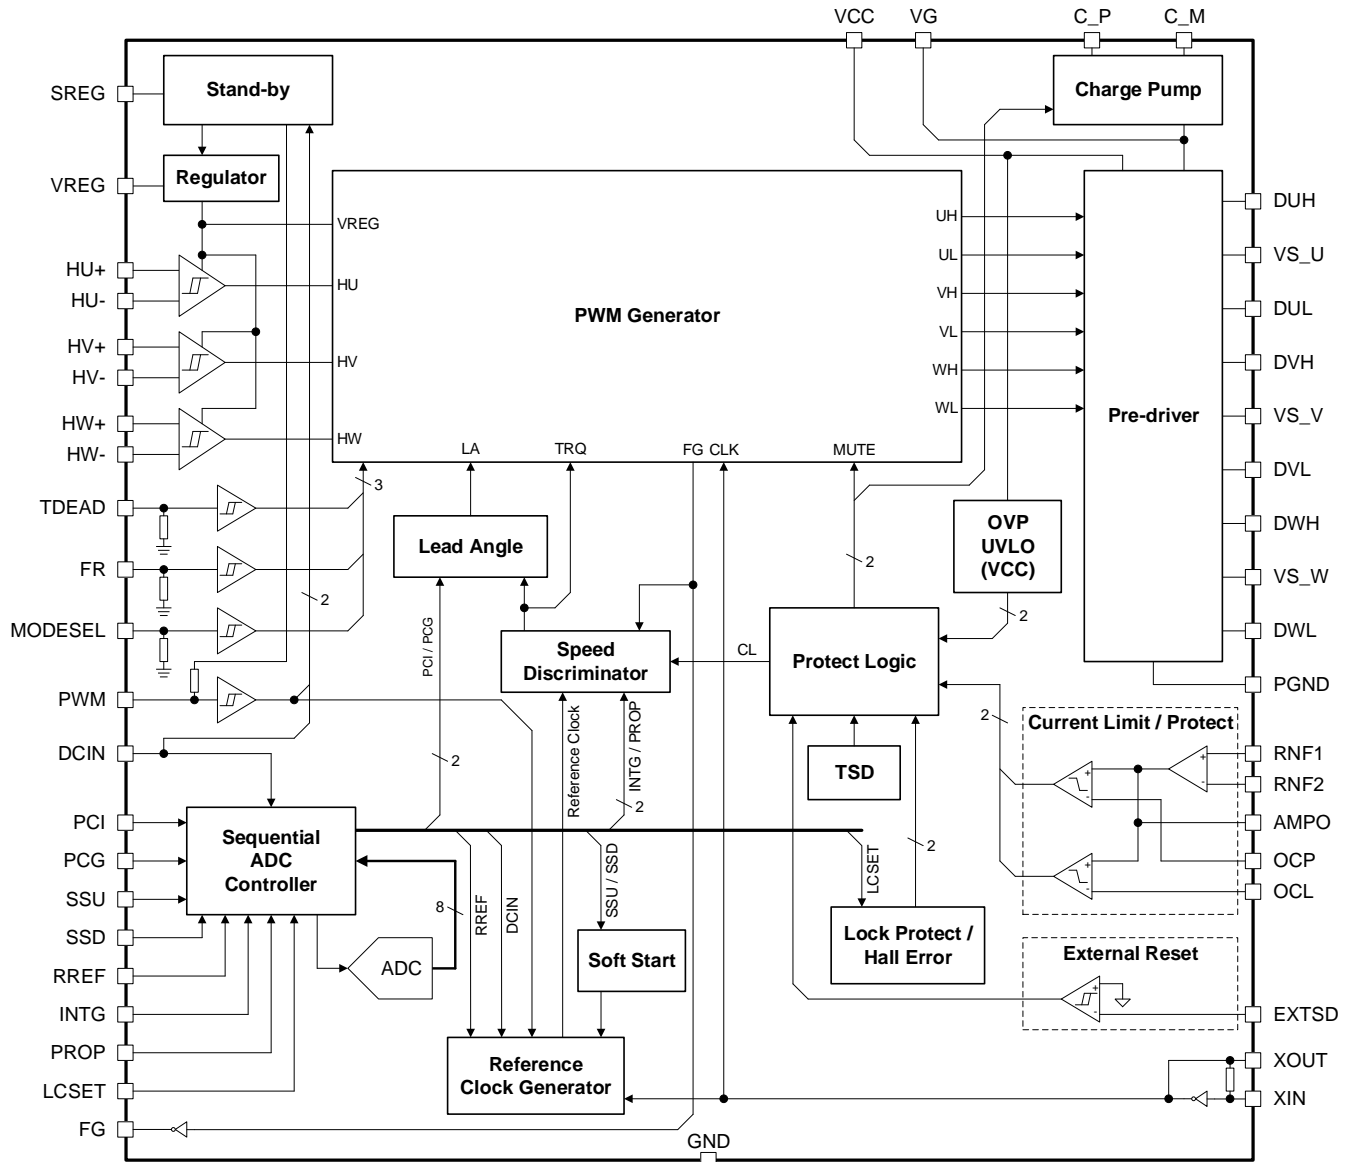 VCC
VG
C_P
C_M
SREG
Stand-by
Charge Pump
VREG
Regulator
VREG
HU+
HU-
HU
HV+
HV-
HV
HW+
HW-
HW
PWM Generator
UH
UL
VH
VL
WH
WL
LA
TRQ
FG
CLK
MUTE
Pre-driver
DUH
VS_U
DUL
DVH
VS_V
DVL
DWH
VS_W
DWL
PGND
TDEAD
3
FR
2
MODESEL
PWM
DCIN
Lead Angle
PCI / PCG
2
Speed
Discriminator
CL
Reference Clock
INTG / PROP
2
2
Protect Logic
OVP
UVLO
(VCC)
2
TSD
2
2
Current Limit / Protect
+
-
+
-
+
-
RNF1
RNF2
AMPO
OCP
OCL
PCI
PCG
SSU
SSD
RREF
INTG
PROP
LCSET
FG
Sequential
ADC
Controller
ADC
8
RREF
DCIN
SSU / SSD
LCSET
Soft Start
Lock Protect /
Hall Error
External Reset
+
-
EXTSD
XOUT
XIN
Reference
Clock Generator
GND